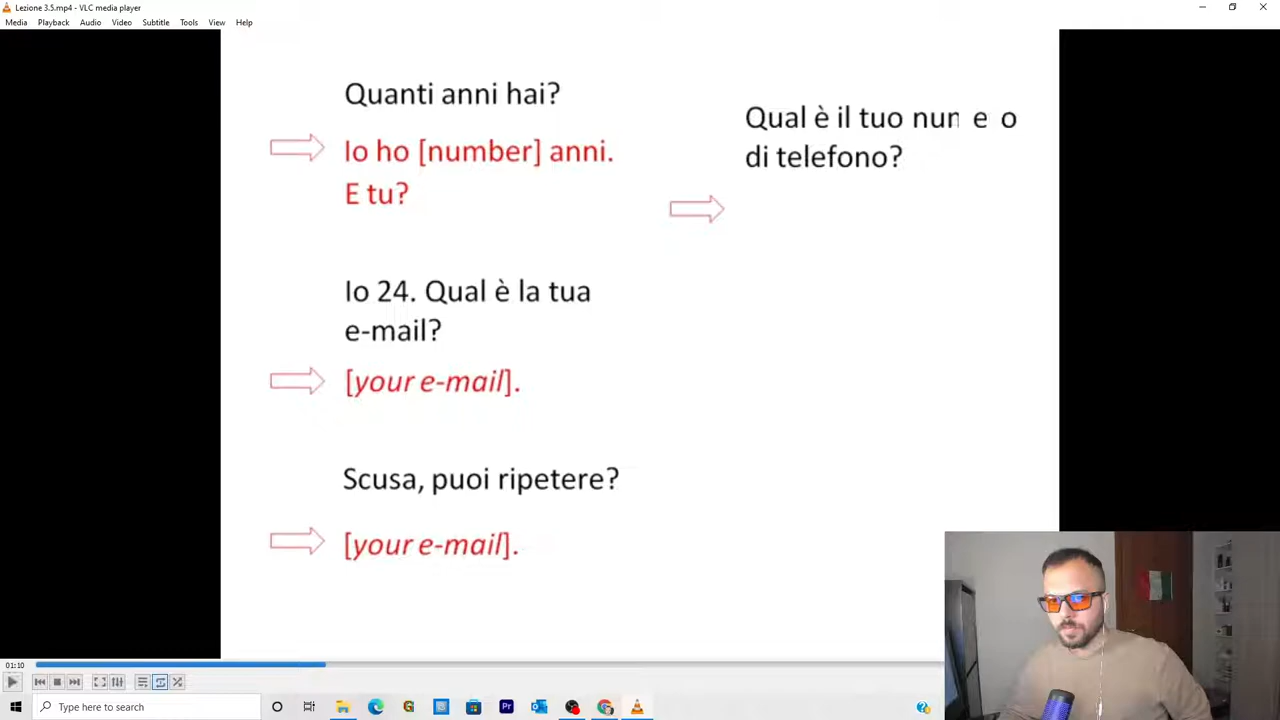 Lezione 3.5.mp4 - VLC media player
Media Playback Audio Video Subtitle Tools View Help
Quanti anni hai?
Io ho [number] anni.
E tu?
Io 24. Qual è la tua
e-mail?
[your e-mail].
Scusa, puoi ripetere?
[your e-mail].
Qual è il tuo
di telefono?
01:10
Type here to search
Pr